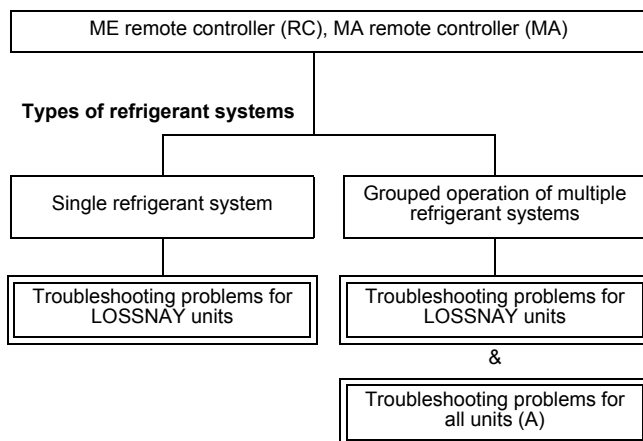 ME remote controller (RC), MA remote controller (MA)
Types of refrigerant systems
Single refrigerant system
Grouped operation of multiple
refrigerant systems
Troubleshooting problems for
LOSSNAY units
Troubleshooting problems for
LOSSNAY units
&
Troubleshooting problems for
all units (A)